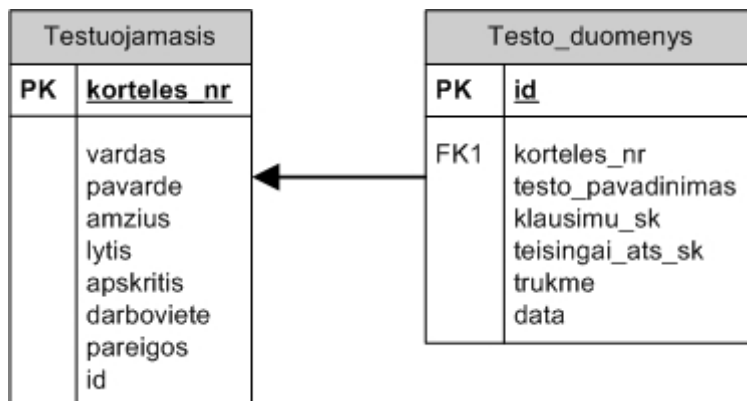 Testuojamasis
PK korteles_nr
vardas
pavarde
amzius
lytis
apskritis
darboviete
pareigos
id
Testo_duomenys
PK id
FK1 korteles_nr
testo_pavadinimas
klausimu_sk
teisingai_ats_sk
trukme
data